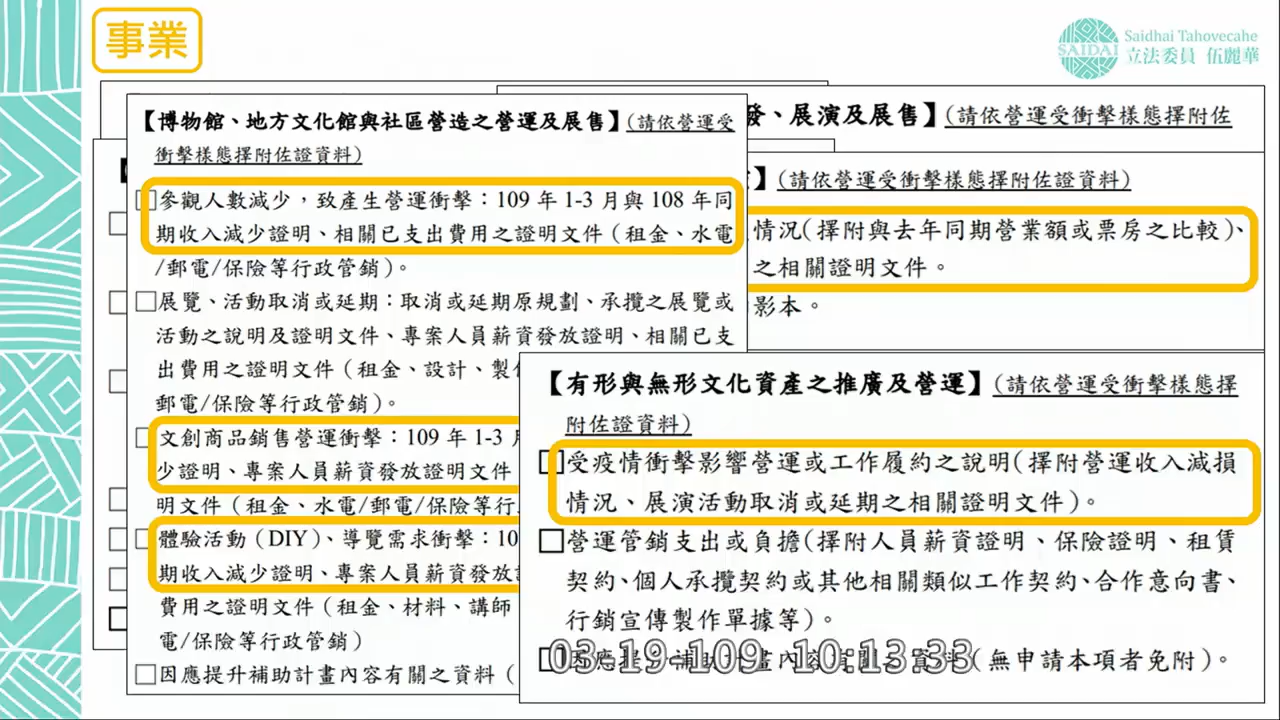 事業
SAIDAI
Saidhai Tahovecahe
立法委員 伍麗華
【博物館、地方文化館與社區營造之營運及展售】(請依營運受
衝擊樣態擇附佐證資料)
□參觀人數減少，致產生營運衝擊：109 年 1-3 月與 108 年同
期收入減少證明、相關已支出費用之證明文件（租金、水電
/郵電/保險等行政管銷）。
□展覽、活動取消或延期：取消或延期原規劃、承攬之展覽或
活動之說明及證明文件、專案人員薪資發放證明、相關已支
出費用之證明文件（租金、設計、製
郵電/保險等行政管銷）。
□文創商品銷售營運衝擊：109 年 1-3
少證明、專案人員薪資發放證明文件
明文件（租金、水電/郵電/保險等行
□體驗活動（DIY）、導覽需求衝擊：10
期收入減少證明、專案人員薪資發放
費用之證明文件（租金、材料、講師
電/保險等行政管銷）
□因應提升補助計畫內容有關之資料（
、展演及展售】(請依營運受衝擊樣態擇附佐
】(請依營運受衝擊樣態擇附佐證資料)
情況(擇附與去年同期營業額或票房之比較)、
之相關證明文件。
影本。
【有形與無形文化資產之推廣及營運】(請依營運受衝擊樣態擇
附佐證資料)
□受疫情衝擊影響營運或工作履約之說明(擇附營運收入減損
情況、展演活動取消或延期之相關證明文件)。
□營運管銷支出或負擔(擇附人員薪資證明、保險證明、租賃
契約、個人承攬契約或其他相關類似工作契約、合作意向書、
行銷宣傳製作單據等)。
□因應提升補助計畫內容有關之資料(無申請本項者免附)。
03-19-109 10:13:33